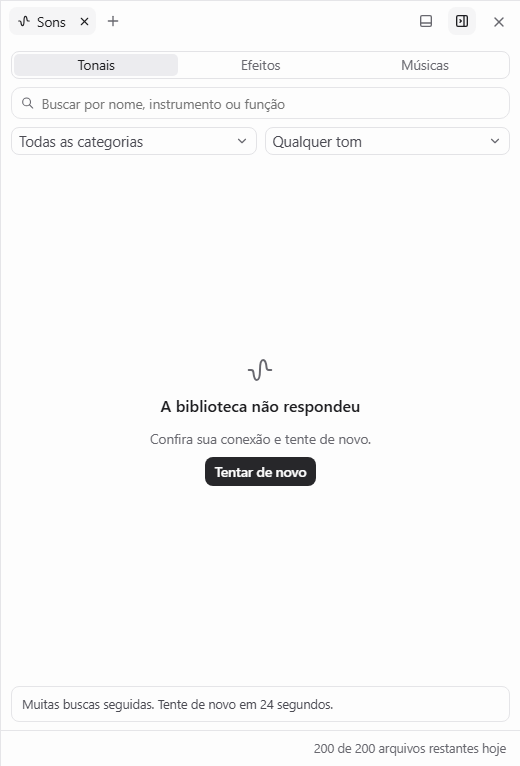 Sons
Tonais
Efeitos
Músicas
Buscar por nome, instrumento ou função
Todas as categorias
Qualquer tom
A biblioteca não respondeu
Confira sua conexão e tente de novo.
Tentar de novo
Muitas buscas seguidas. Tente de novo em 24 segundos.
200 de 200 arquivos restantes hoje